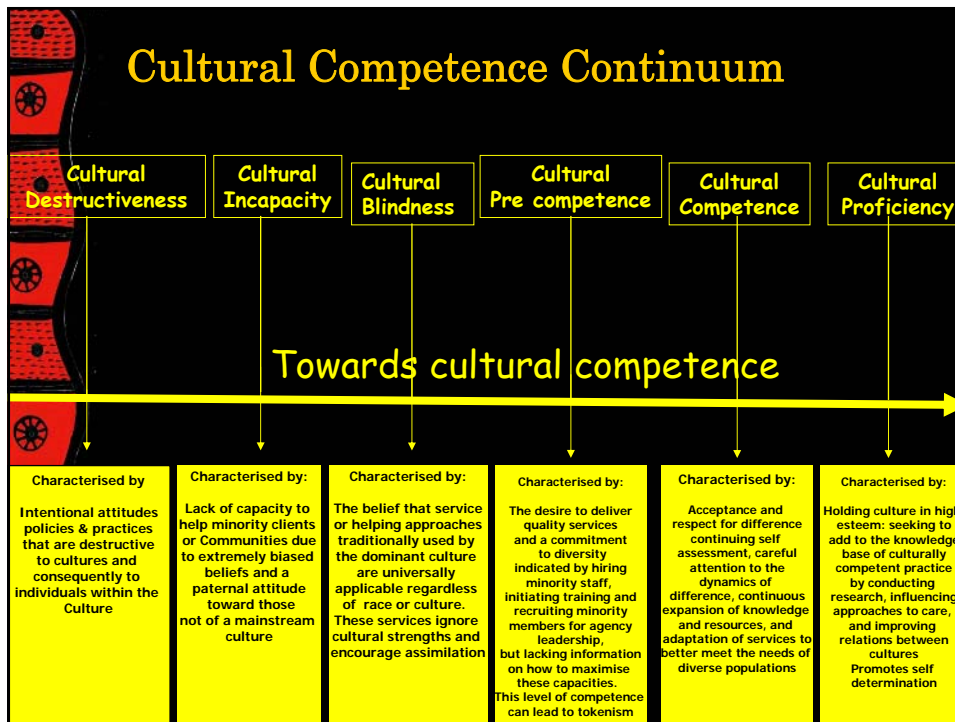 Cultural Competence Continuum
Cultural
Destructiveness
Cultural
Incapacity
Cultural
Blindness
Cultural
Pre competence
Cultural
Competence
Cultural
Proficiency
Towards cultural competence
Characterised by
Intentional attitudes
policies & practices
that are destructive
to cultures and
consequently to
individuals within the
Culture
Characterised by:
Lack of capacity to
help minority clients
or Communities due
to extremely biased
beliefs and a
paternal attitude
toward those
not of a mainstream
culture
Characterised by:
The belief that service
or helping approaches
traditionally used by
the dominant culture
are universally
applicable regardless
of race or culture.
These services ignore
cultural strengths and
encourage assimilation
Characterised by:
The desire to deliver
quality services
and a commitment
to diversity
indicated by hiring
minority staff,
initiating training and
recruiting minority
members for agency
leadership,
but lacking information
on how to maximise
these capacities.
This level of competence
can lead to tokenism
Characterised by:
Acceptance and
respect for difference
continuing self
assessment, careful
attention to the
dynamics of
difference, continuous
expansion of knowledge
and resources, and
adaptation of services to
better meet the needs of
diverse populations
Characterised by:
Holding culture in high
esteem: seeking to
add to the knowledge
base of culturally
competent practice
by conducting
research, influencing
approaches to care,
and improving
relations between
cultures
Promotes self
determination